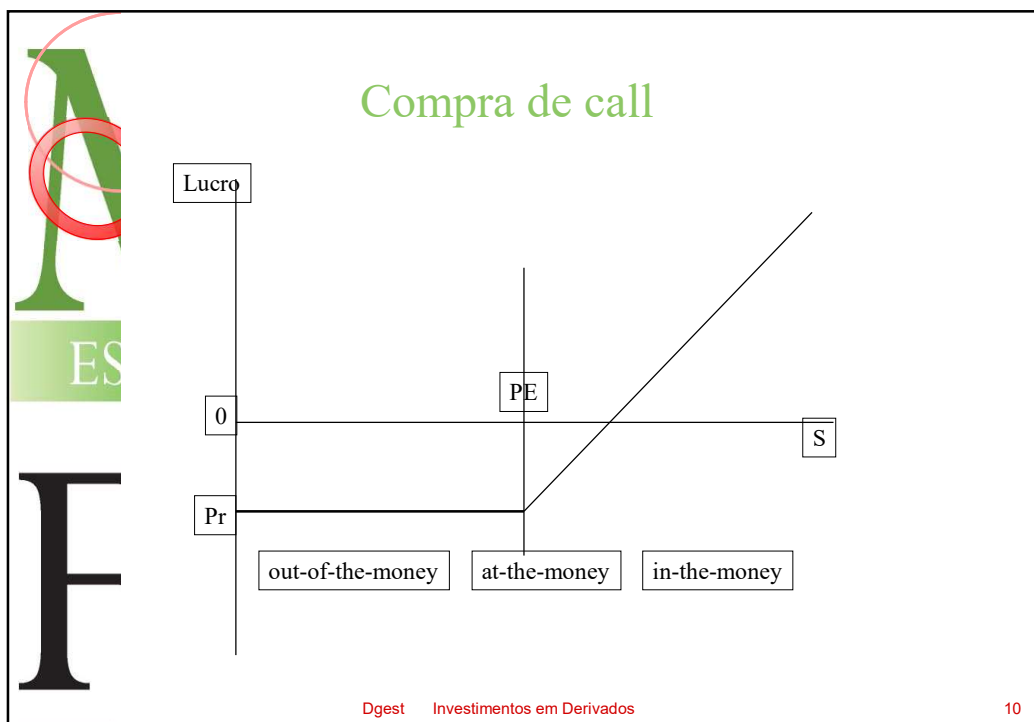 Compra de call
Lucro
PE
0
S
Pr
out-of-the-money at-the-money in-the-money
ES
Dgest Investimentos em Derivados 10